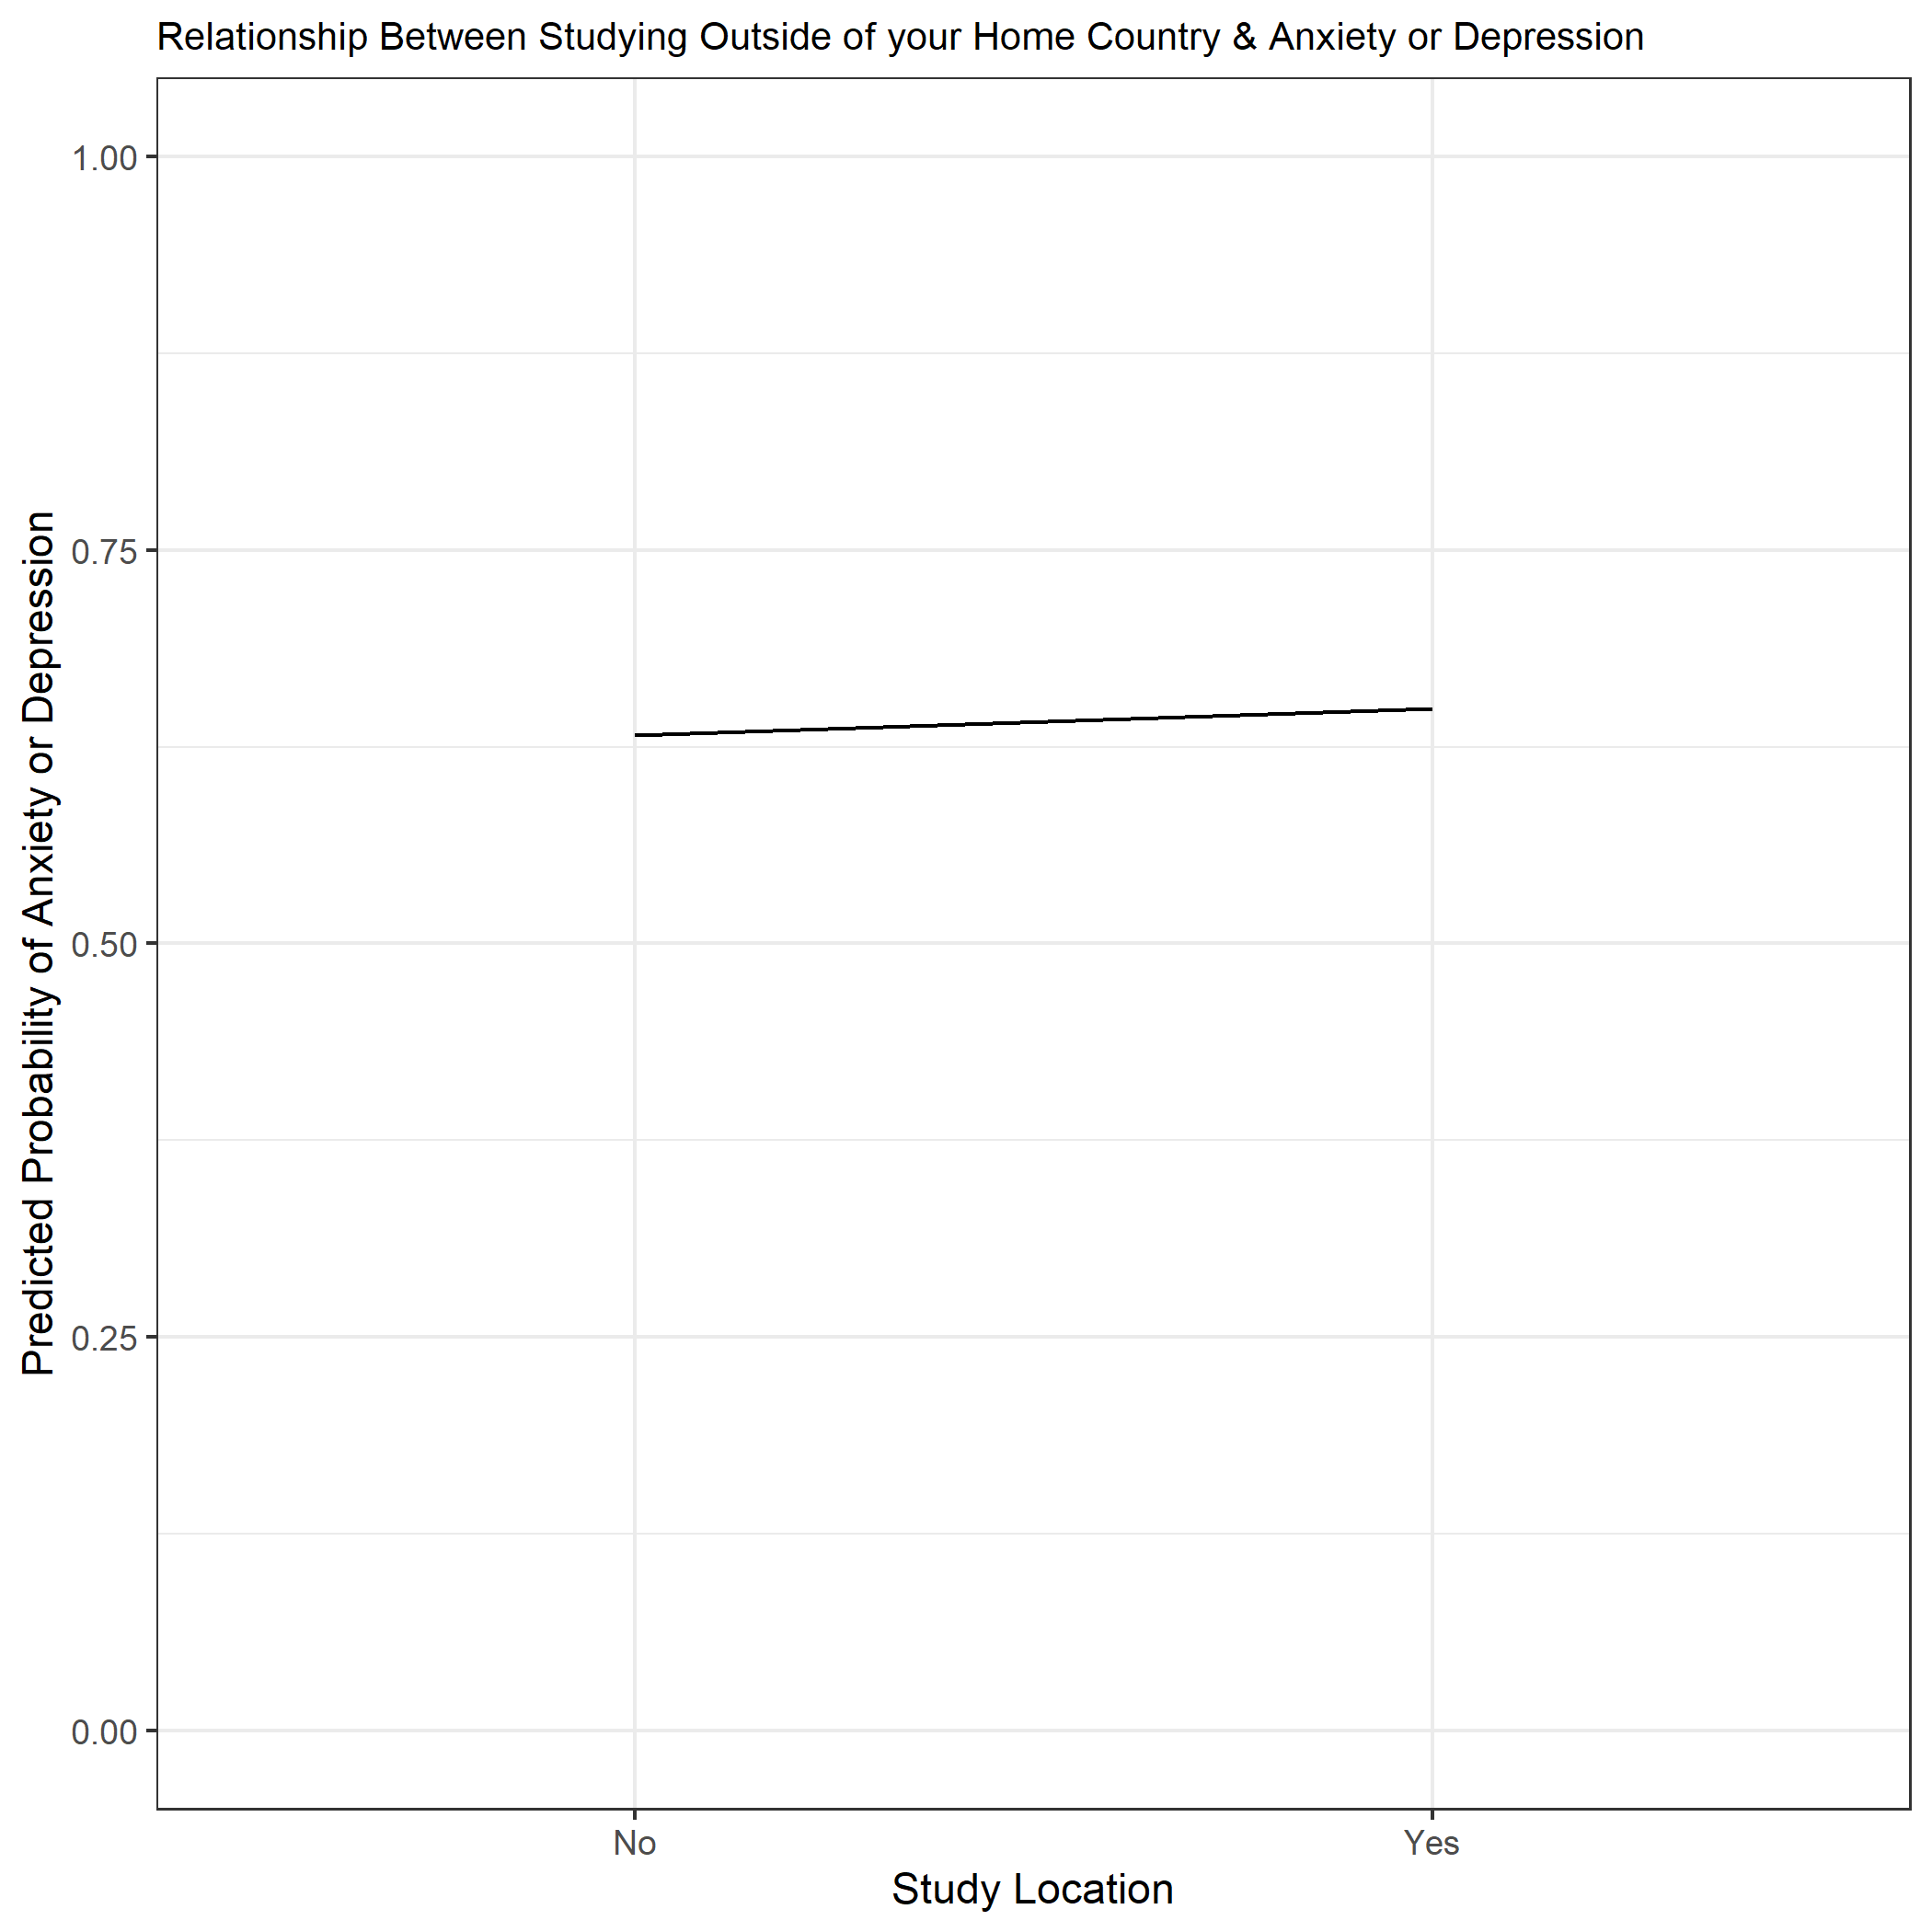 Relationship Between Studying Outside of your Home Country & Anxiety or Depression
Predicted Probability of Anxiety or Depression
1.00
0.75
0.50
0.25
0.00
No
Yes
Study Location